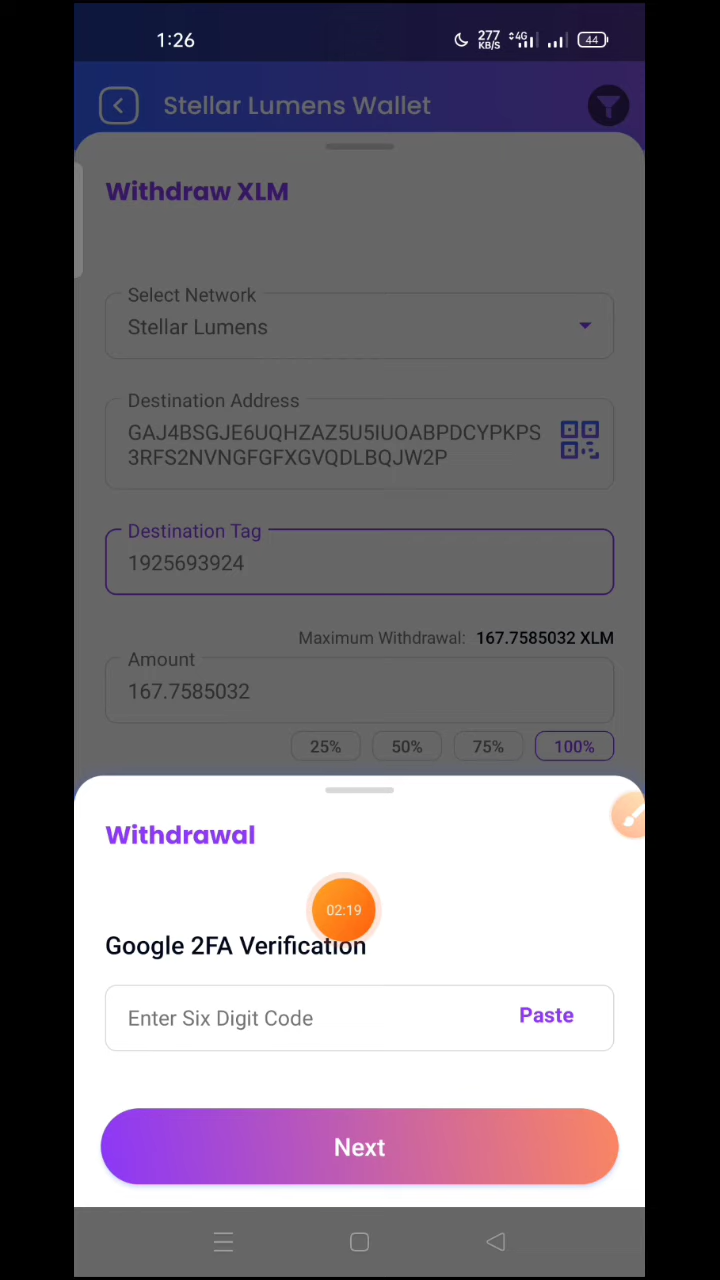 1:26
277
KB/S
4G
44
Stellar Lumens Wallet
Withdraw XLM
Select Network
Stellar Lumens
Destination Address
GAJ4BSGJE6UQHZAZ5U5IUOABPDCYPKPS
3RFS2NVNGFGFXGVQDLBQJW2P
Destination Tag
1925693924
Maximum Withdrawal: 167.7585032 XLM
Amount
167.7585032
25% 50% 75% 100%
Withdrawal
02:19
Google 2FA Verification
Enter Six Digit Code Paste
Next